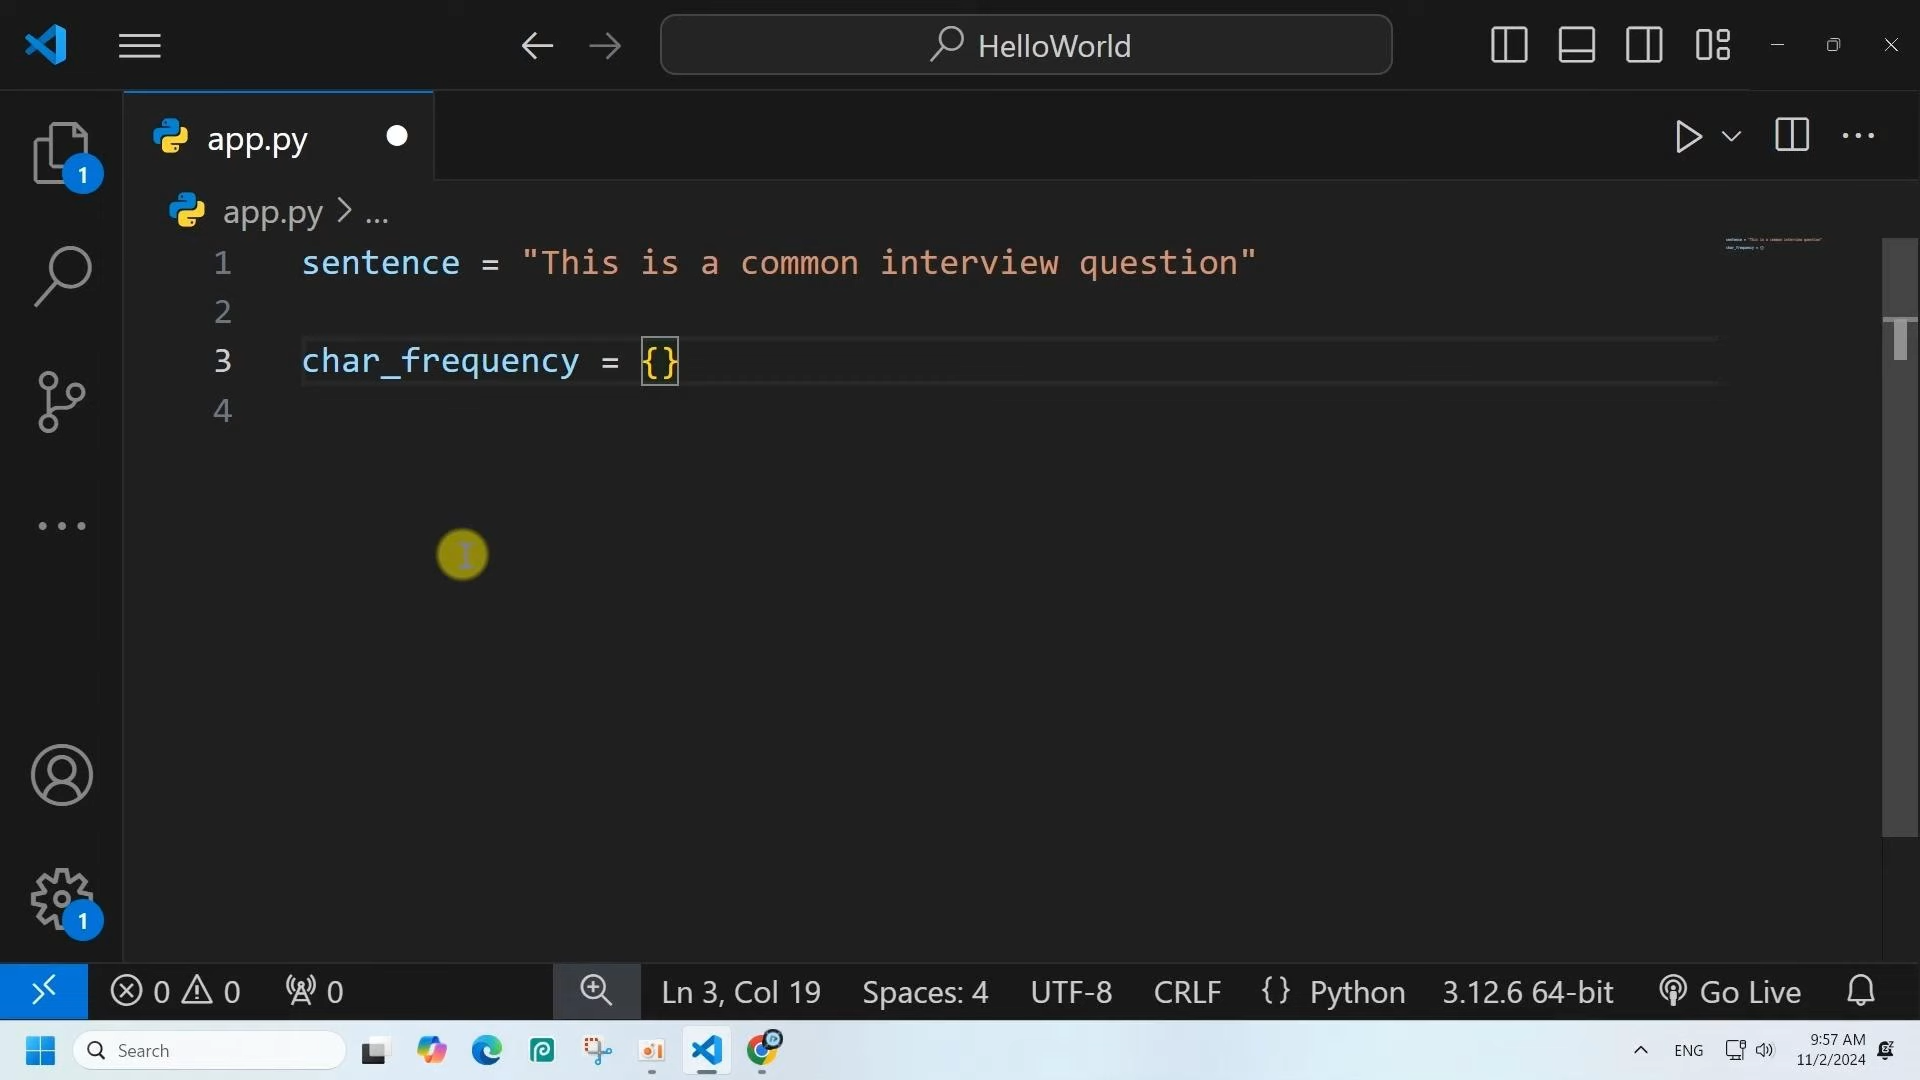 HelloWorld
app.py
1
app.py > ...
1 sentence = "This is a common interview question"
2
3 char_frequency = {}
4
1
0 0 0 Ln 3, Col 19 Spaces: 4 UTF-8 CRLF {} Python 3.12.6 64-bit Go Live
Search ENG 9:57 AM
11/2/2024